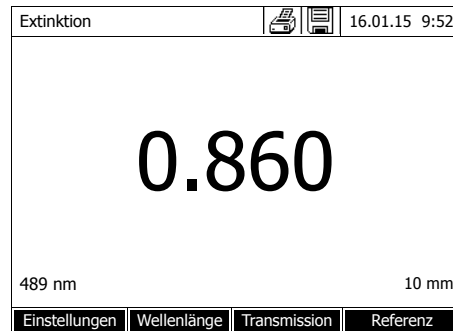 Extinktion 16.01.15 9:52
0.860
489 nm 10 mm
Einstellungen Wellenlänge Transmission Referenz